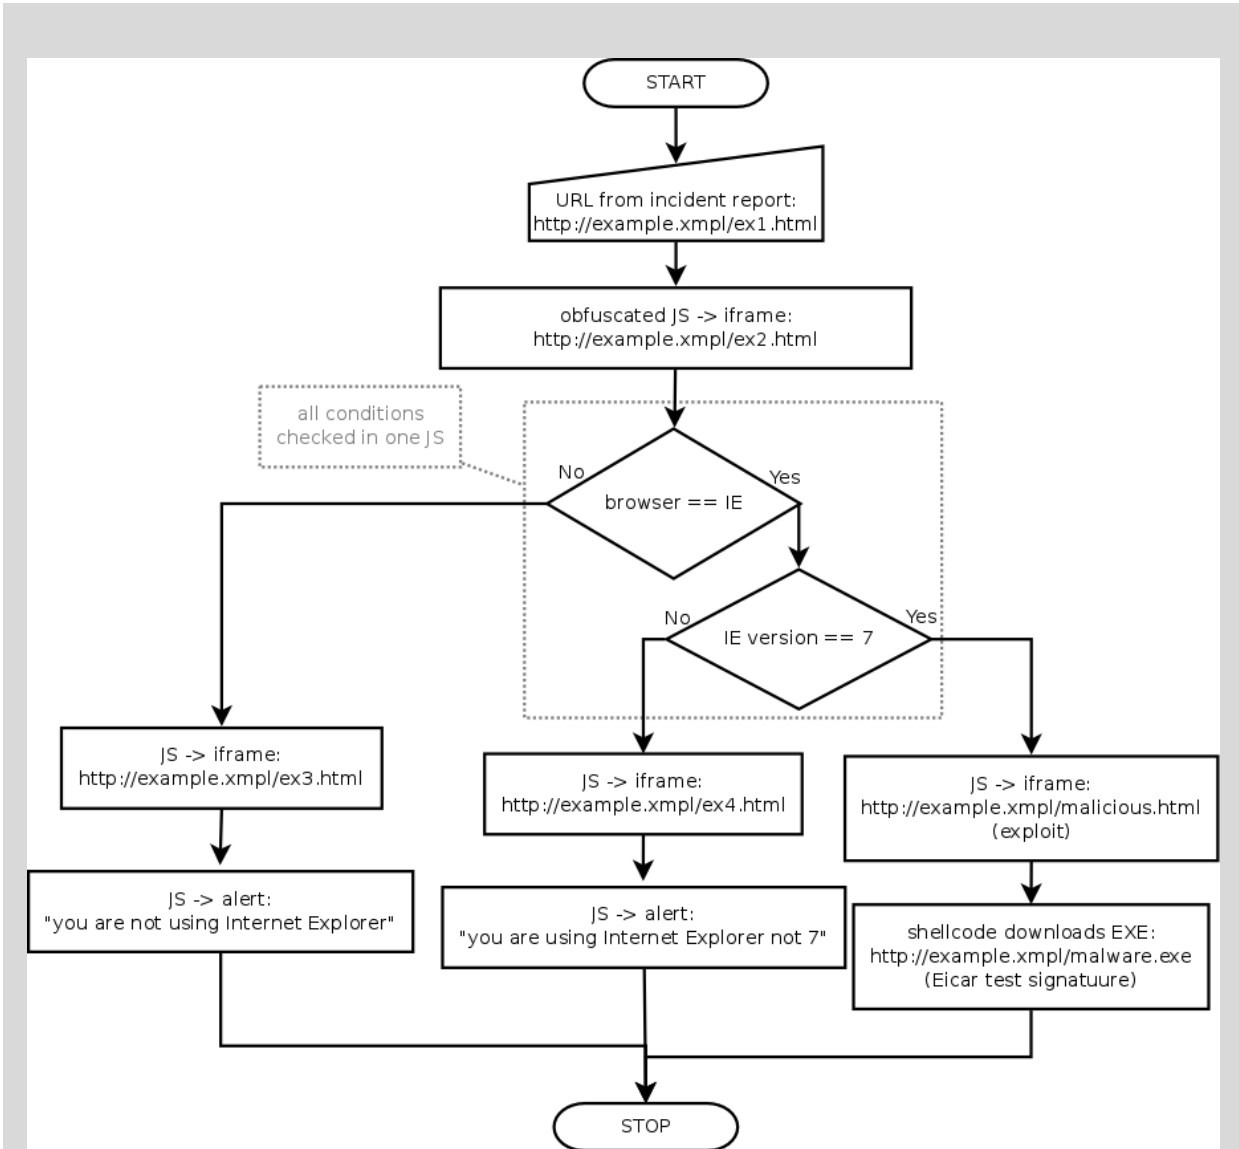 START
URL from incident report:
http://example.xmpl/ex1.html
obfuscated JS -> iframe:
http://example.xmpl/ex2.html
all conditions
checked in one JS
No
Yes
browser == IE
No
Yes
IE version == 7
JS -> iframe:
http://example.xmpl/ex3.html
JS -> iframe:
http://example.xmpl/ex4.html
JS -> iframe:
http://example.xmpl/malicious.html
(exploit)
JS -> alert:
"you are not using Internet Explorer"
JS -> alert:
"you are using Internet Explorer not 7"
shellcode downloads EXE:
http://example.xmpl/malware.exe
(Eicar test signatuure)
STOP